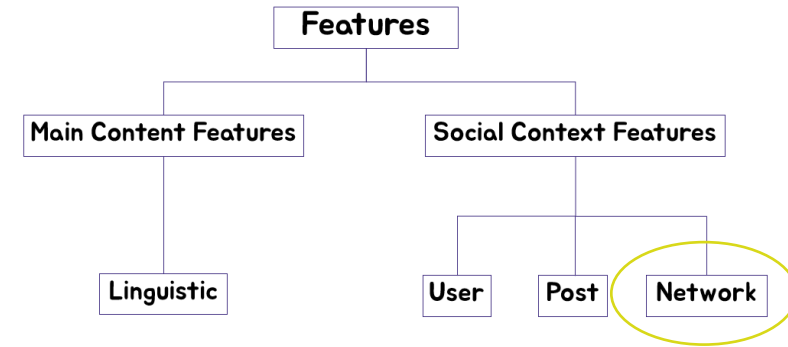 Features
Main Content Features
Social Context Features
Linguistic
User
Post
Network